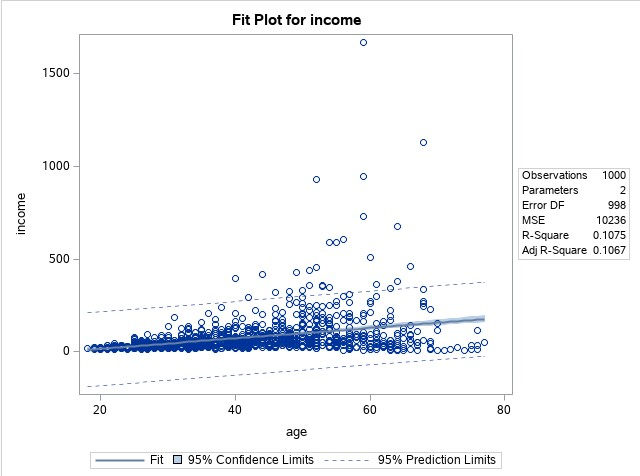 Fit Plot for income
1500
1000
500
0
income
20 40 60 80
age
Observations 1000
Parameters 2
Error DF 998
MSE 10236
R-Square 0.1075
Adj R-Square 0.1067
Fit 95% Confidence Limits 95% Prediction Limits